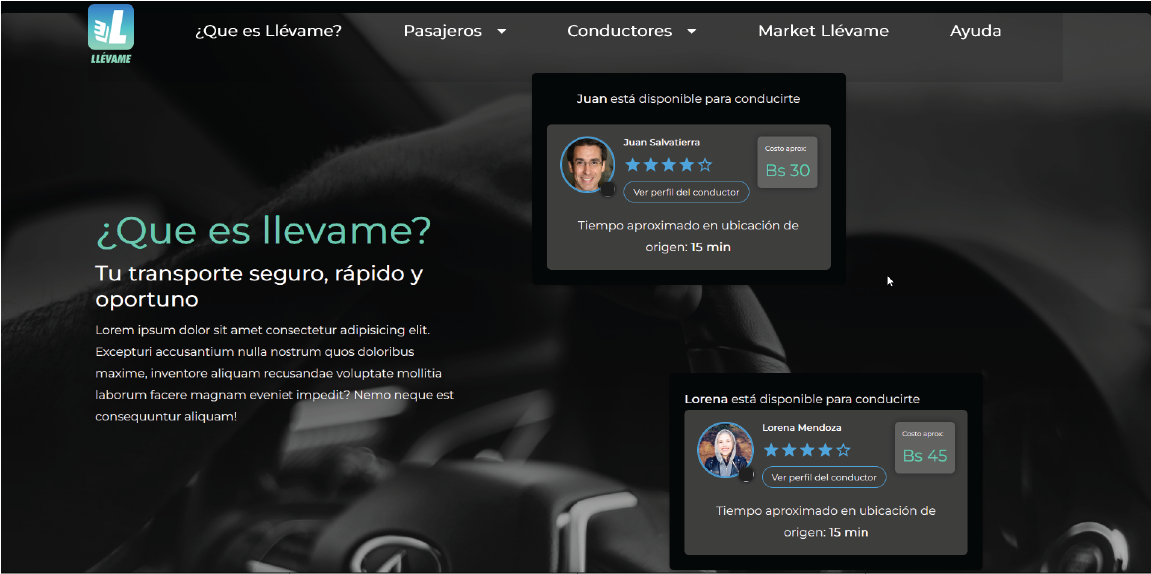 LLÉVAME
¿Que es Llévame?
Pasajeros
Conductores
Market Llévame
Ayuda
Juan está disponible para conducirte
Juan Salvatierra
Costo aprox:
Bs 30
Ver perfil del conductor
Tiempo aproximado en ubicación de
origen: 15 min
¿Que es llevame?
Tu transporte seguro, rápido y
oportuno
Lorem ipsum dolor sit amet consectetur adipisicing elit.
Excepturi accusantium nulla nostrum quos doloribus
maxime, inventore aliquam recusandae voluptate mollitia
laborum facere magnam eveniet impedit? Nemo neque est
consequuntur aliquam!
Lorena está disponible para conducirte
Lorena Mendoza
Costo aprox:
Bs 45
Ver perfil del conductor
Tiempo aproximado en ubicación de
origen: 15 min